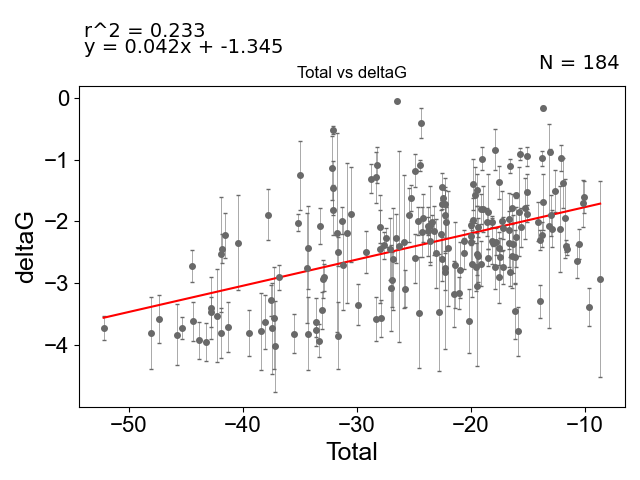 r^2 = 0.233
y = 0.042x + -1.345
N = 184
Total vs deltaG
0
−1
−2
−3
−4
deltaG
−50
−40
−30
−20
−10
Total